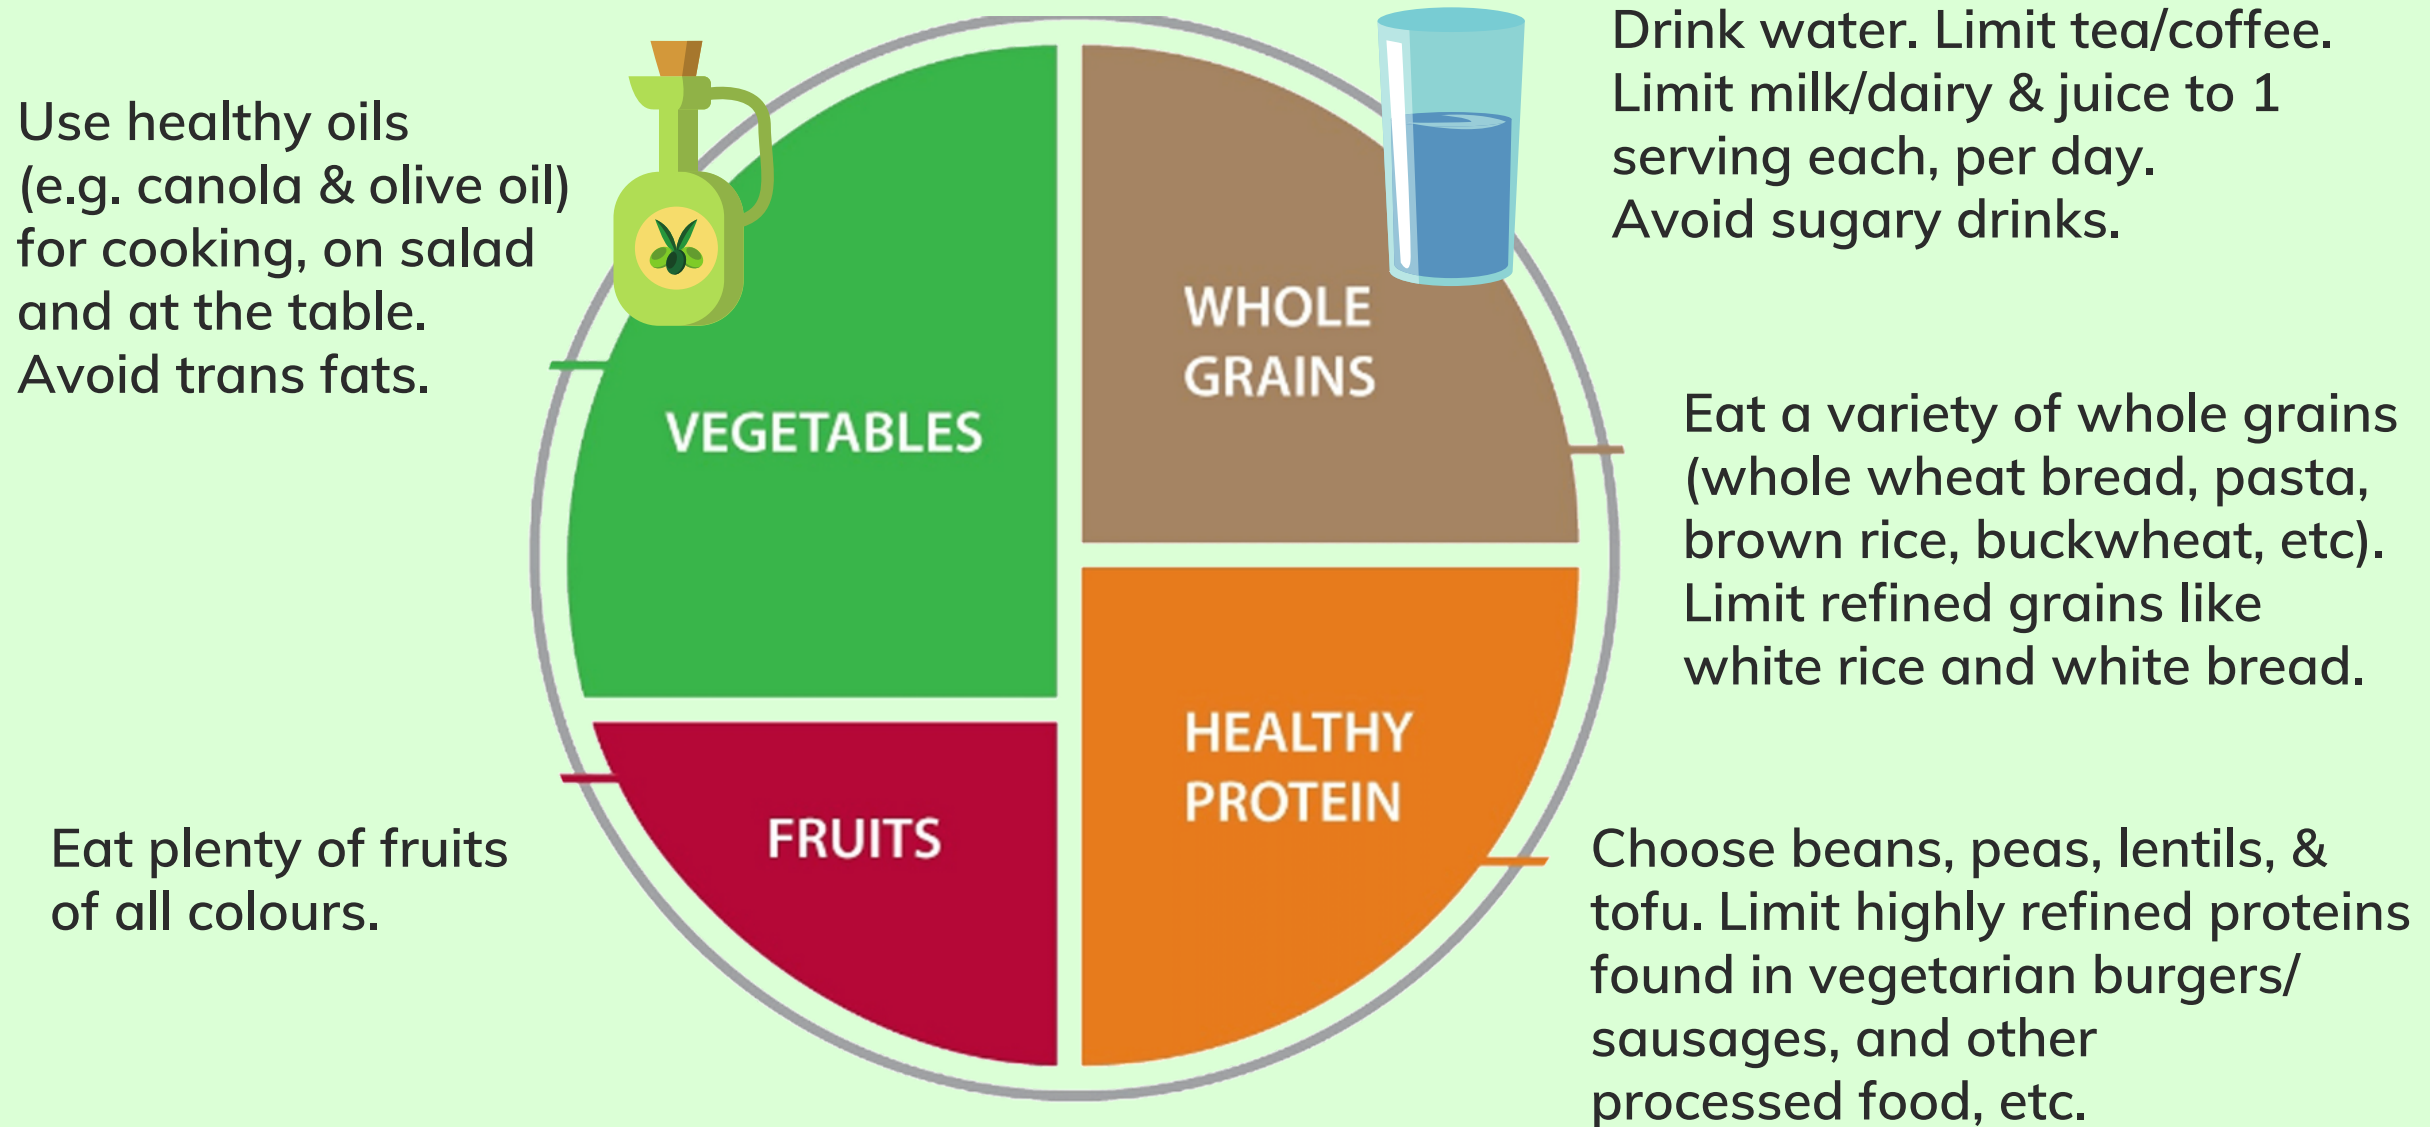 Use healthy oils
(e.g. canola & olive oil)
for cooking, on salad
and at the table.
Avoid trans fats.
Drink water. Limit tea/coffee.
Limit milk/dairy & juice to 1
serving each, per day.
Avoid sugary drinks.
VEGETABLES
WHOLE
GRAINS
Eat a variety of whole grains
(whole wheat bread, pasta,
brown rice, buckwheat, etc).
Limit refined grains like
white rice and white bread.
FRUITS
Eat plenty of fruits
of all colours.
HEALTHY
PROTEIN
Choose beans, peas, lentils, &
tofu. Limit highly refined proteins
found in vegetarian burgers/
sausages, and other
processed food, etc.